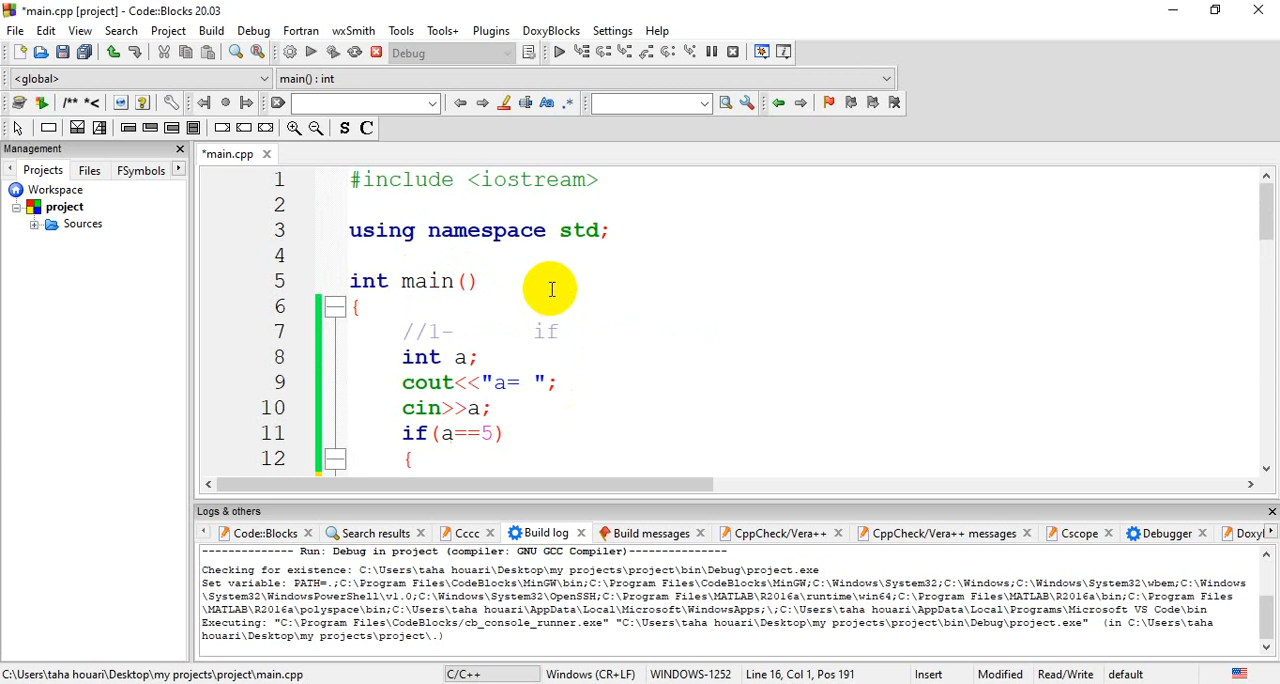 *main.cpp [project] - Code::Blocks 20.03
File Edit View Search Project Build Debug Fortran wxSmith Tools Tools+ Plugins DoxyBlocks Settings Help
Debug
<global> main() : int
/** *<
S C
Management
Projects Files FSymbols
Workspace
project
Sources
*main.cpp
1 #include <iostream>
2
3 using namespace std;
4
5 int main()
6 {
7 //1- if
8 int a;
9 cout<<"a= ";
10 cin>>a;
11 if(a==5)
12 {
Logs & others
Code::Blocks Search results Cccc Build log Build messages CppCheck/Vera++ CppCheck/Vera++ messages Cscope Debugger DoxyI
-------------- Run: Debug in project (compiler: GNU GCC Compiler)---------------
Checking for existence: C:\Users\taha houari\Desktop\my projects\project\bin\Debug\project.exe
Set variable: PATH=.;C:\Program Files\CodeBlocks\MinGW\bin;C:\Program Files\CodeBlocks\MinGW;C:\Windows\System32;C:\Windows;C:\Windows\System32\wbem;C:\Windows
\System32\WindowsPowerShell\v1.0;C:\Windows\System32\OpenSSH;C:\Program Files\MATLAB\R2016a\runtime\win64;C:\Program Files\MATLAB\R2016a\bin;C:\Program Files
\MATLAB\R2016a\polyspace\bin;C:\Users\taha houari\AppData\Local\Microsoft\WindowsApps;\;C:\Users\taha houari\AppData\Local\Programs\Microsoft VS Code\bin
Executing: "C:\Program Files\CodeBlocks/cb_console_runner.exe" "C:\Users\taha houari\Desktop\my projects\project\bin\Debug\project.exe"  (in C:\Users\taha
houari\Desktop\my projects\project\.)
C:\Users\taha houari\Desktop\my projects\project\main.cpp C/C++ Windows (CR+LF) WINDOWS-1252 Line 16, Col 1, Pos 191 Insert Modified Read/Write default